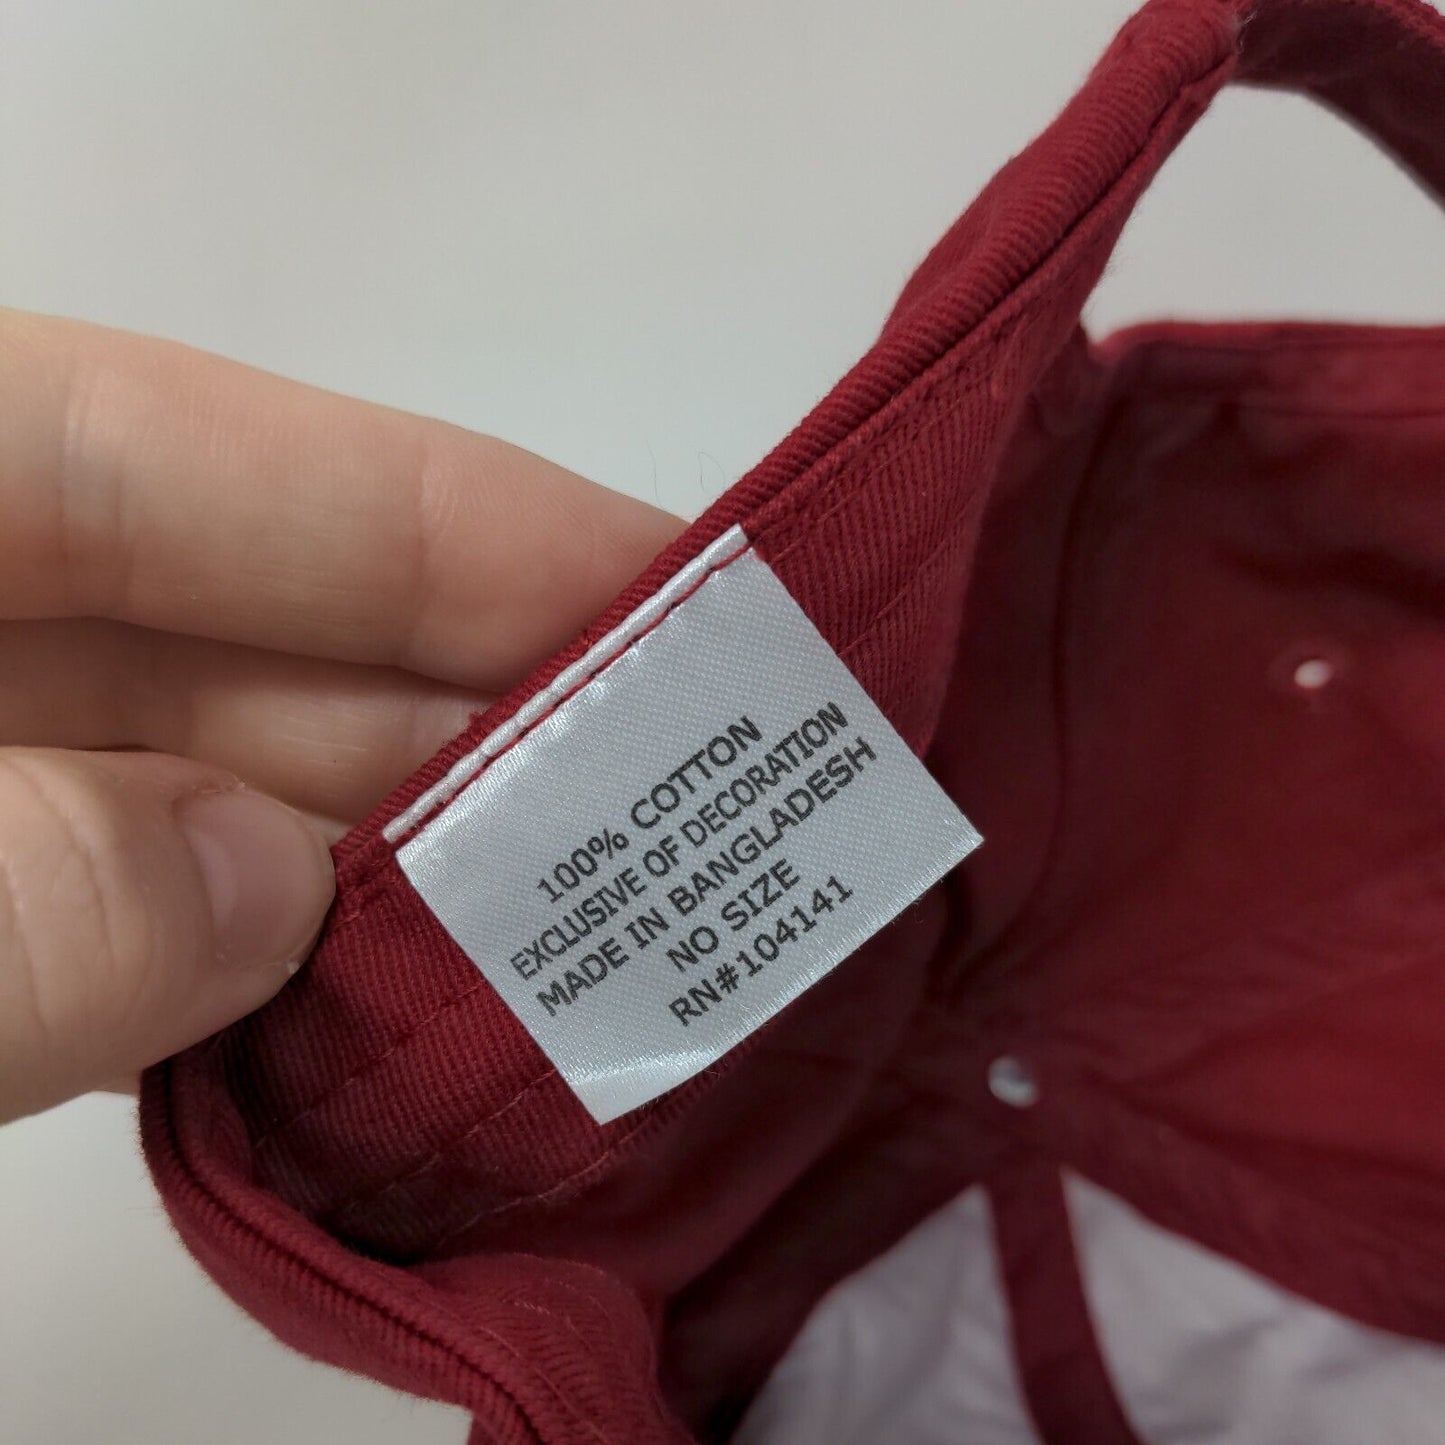 100% COTTON
EXCLUSIVE OF DECORATION
MADE IN BANGLADESH
NO SIZE
RN#104141